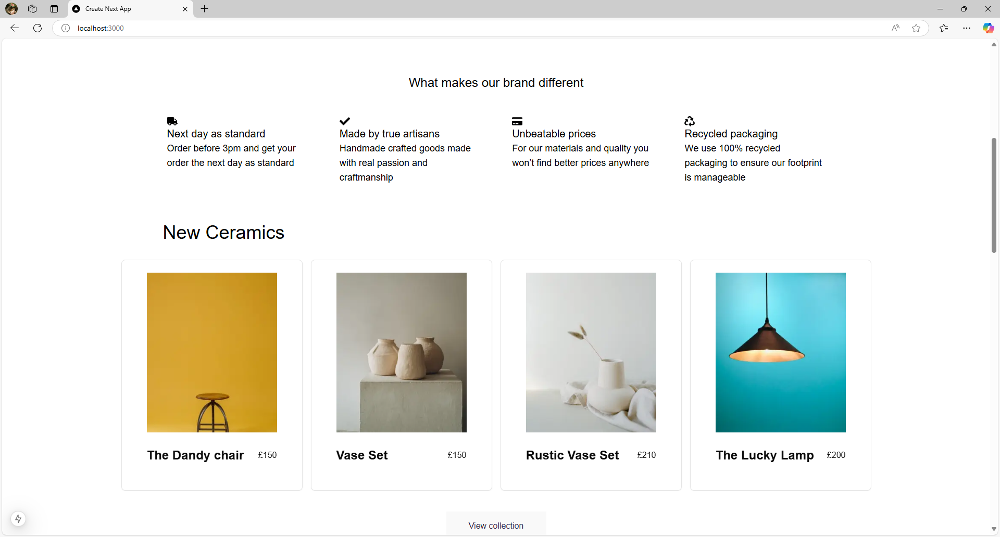 Create Next App
localhost:3000
What makes our brand different
Next day as standard
Order before 3pm and get your
order the next day as standard
Made by true artisans
Handmade crafted goods made
with real passion and
craftmanship
Unbeatable prices
For our materials and quality you
won’t find better prices anywhere
Recycled packaging
We use 100% recycled
packaging to ensure our footprint
is manageable
New Ceramics
The Dandy chair £150
Vase Set £150
Rustic Vase Set £210
The Lucky Lamp £200
View collection